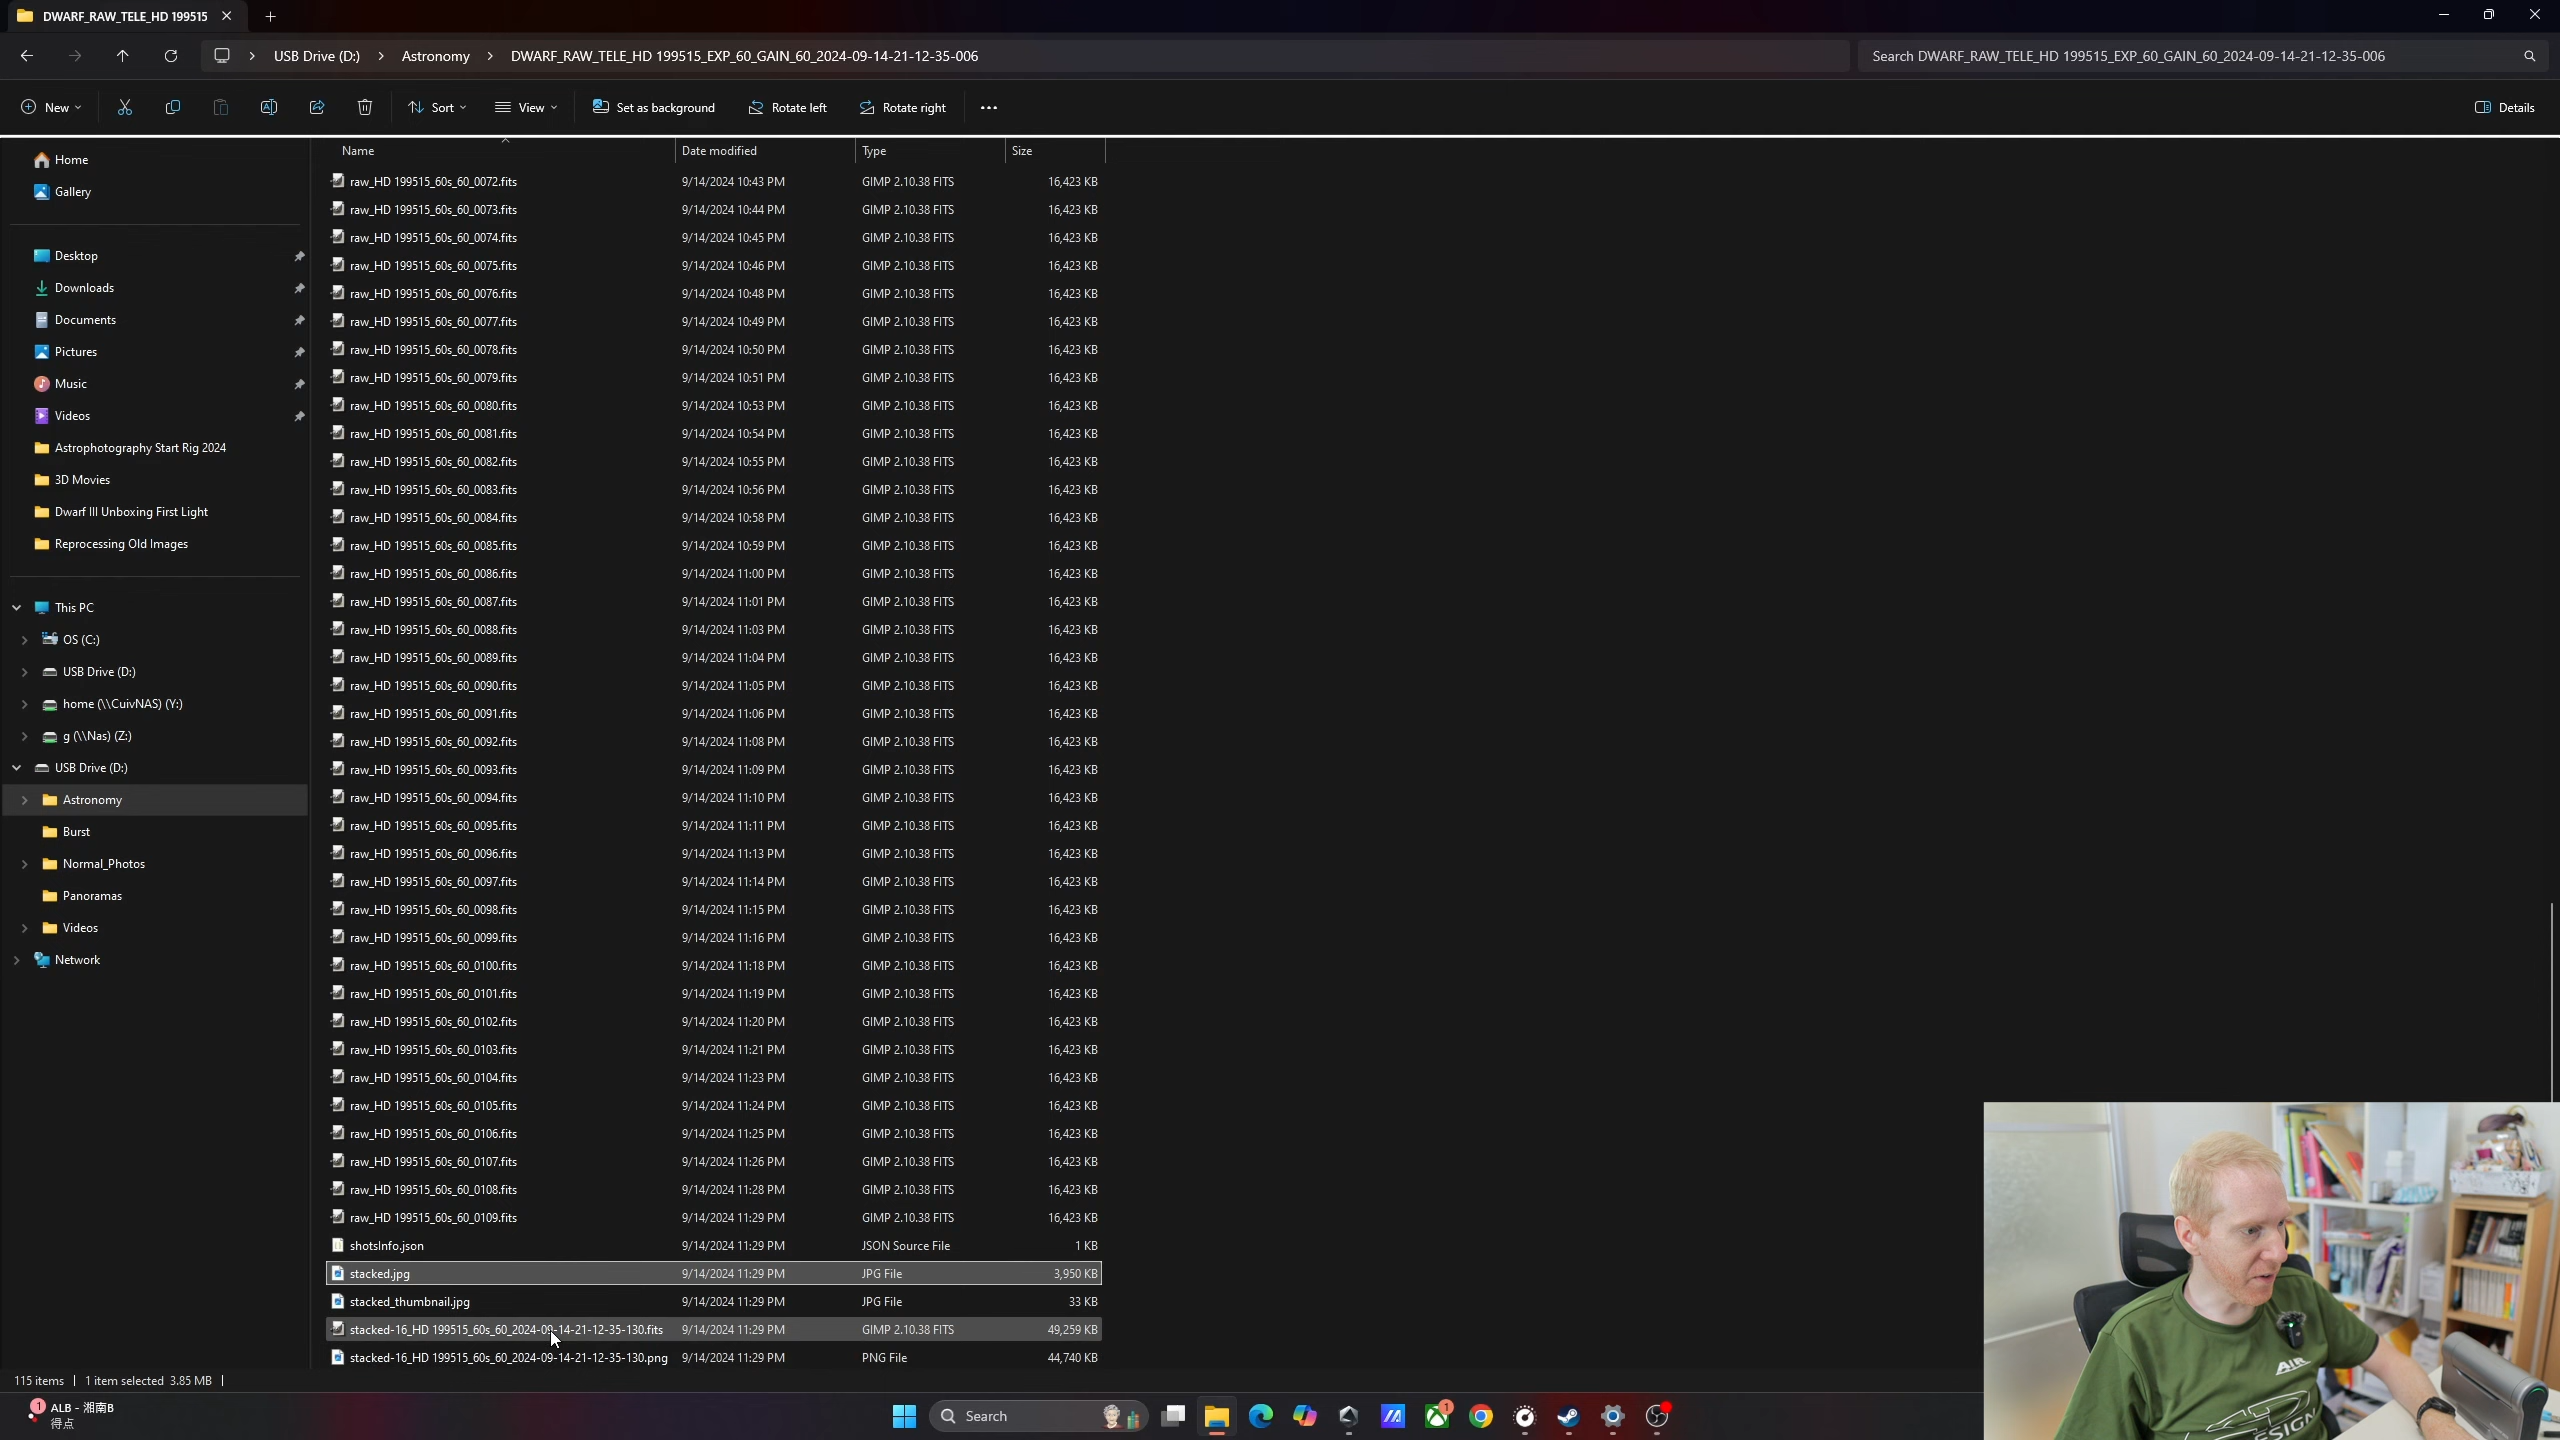 DWARF_RAW_TELE_HD 199515
USB Drive (D:) > Astronomy > DWARF_RAW_TELE_HD 199515_EXP_60_GAIN_60_2024-09-14-21-12-35-006
Search DWARF_RAW_TELE_HD 199515_EXP_60_GAIN_60_2024-09-14-21-12-35-006
New Sort View Set as background Rotate left Rotate right ••• Details
Home
Gallery
Desktop
Downloads
Documents
Pictures
Music
Videos
Astrophotography Start Rig 2024
3D Movies
Dwarf III Unboxing First Light
Reprocessing Old Images
This PC
OS (C:)
USB Drive (D:)
home (\\CuivNAS) (Y:)
g (\\Nas) (Z:)
USB Drive (D:)
Astronomy
Burst
Normal_Photos
Panoramas
Videos
Network
Name Date modified Type Size
raw_HD 199515_60s_60_0072.fits 9/14/2024 10:43 PM GIMP 2.10.38 FITS 16,423 KB
raw_HD 199515_60s_60_0073.fits 9/14/2024 10:44 PM GIMP 2.10.38 FITS 16,423 KB
raw_HD 199515_60s_60_0074.fits 9/14/2024 10:45 PM GIMP 2.10.38 FITS 16,423 KB
raw_HD 199515_60s_60_0075.fits 9/14/2024 10:46 PM GIMP 2.10.38 FITS 16,423 KB
raw_HD 199515_60s_60_0076.fits 9/14/2024 10:48 PM GIMP 2.10.38 FITS 16,423 KB
raw_HD 199515_60s_60_0077.fits 9/14/2024 10:49 PM GIMP 2.10.38 FITS 16,423 KB
raw_HD 199515_60s_60_0078.fits 9/14/2024 10:50 PM GIMP 2.10.38 FITS 16,423 KB
raw_HD 199515_60s_60_0079.fits 9/14/2024 10:51 PM GIMP 2.10.38 FITS 16,423 KB
raw_HD 199515_60s_60_0080.fits 9/14/2024 10:53 PM GIMP 2.10.38 FITS 16,423 KB
raw_HD 199515_60s_60_0081.fits 9/14/2024 10:54 PM GIMP 2.10.38 FITS 16,423 KB
raw_HD 199515_60s_60_0082.fits 9/14/2024 10:55 PM GIMP 2.10.38 FITS 16,423 KB
raw_HD 199515_60s_60_0083.fits 9/14/2024 10:56 PM GIMP 2.10.38 FITS 16,423 KB
raw_HD 199515_60s_60_0084.fits 9/14/2024 10:58 PM GIMP 2.10.38 FITS 16,423 KB
raw_HD 199515_60s_60_0085.fits 9/14/2024 10:59 PM GIMP 2.10.38 FITS 16,423 KB
raw_HD 199515_60s_60_0086.fits 9/14/2024 11:00 PM GIMP 2.10.38 FITS 16,423 KB
raw_HD 199515_60s_60_0087.fits 9/14/2024 11:01 PM GIMP 2.10.38 FITS 16,423 KB
raw_HD 199515_60s_60_0088.fits 9/14/2024 11:03 PM GIMP 2.10.38 FITS 16,423 KB
raw_HD 199515_60s_60_0089.fits 9/14/2024 11:04 PM GIMP 2.10.38 FITS 16,423 KB
raw_HD 199515_60s_60_0090.fits 9/14/2024 11:05 PM GIMP 2.10.38 FITS 16,423 KB
raw_HD 199515_60s_60_0091.fits 9/14/2024 11:06 PM GIMP 2.10.38 FITS 16,423 KB
raw_HD 199515_60s_60_0092.fits 9/14/2024 11:08 PM GIMP 2.10.38 FITS 16,423 KB
raw_HD 199515_60s_60_0093.fits 9/14/2024 11:09 PM GIMP 2.10.38 FITS 16,423 KB
raw_HD 199515_60s_60_0094.fits 9/14/2024 11:10 PM GIMP 2.10.38 FITS 16,423 KB
raw_HD 199515_60s_60_0095.fits 9/14/2024 11:11 PM GIMP 2.10.38 FITS 16,423 KB
raw_HD 199515_60s_60_0096.fits 9/14/2024 11:13 PM GIMP 2.10.38 FITS 16,423 KB
raw_HD 199515_60s_60_0097.fits 9/14/2024 11:14 PM GIMP 2.10.38 FITS 16,423 KB
raw_HD 199515_60s_60_0098.fits 9/14/2024 11:15 PM GIMP 2.10.38 FITS 16,423 KB
raw_HD 199515_60s_60_0099.fits 9/14/2024 11:16 PM GIMP 2.10.38 FITS 16,423 KB
raw_HD 199515_60s_60_0100.fits 9/14/2024 11:18 PM GIMP 2.10.38 FITS 16,423 KB
raw_HD 199515_60s_60_0101.fits 9/14/2024 11:19 PM GIMP 2.10.38 FITS 16,423 KB
raw_HD 199515_60s_60_0102.fits 9/14/2024 11:20 PM GIMP 2.10.38 FITS 16,423 KB
raw_HD 199515_60s_60_0103.fits 9/14/2024 11:21 PM GIMP 2.10.38 FITS 16,423 KB
raw_HD 199515_60s_60_0104.fits 9/14/2024 11:23 PM GIMP 2.10.38 FITS 16,423 KB
raw_HD 199515_60s_60_0105.fits 9/14/2024 11:24 PM GIMP 2.10.38 FITS 16,423 KB
raw_HD 199515_60s_60_0106.fits 9/14/2024 11:25 PM GIMP 2.10.38 FITS 16,423 KB
raw_HD 199515_60s_60_0107.fits 9/14/2024 11:26 PM GIMP 2.10.38 FITS 16,423 KB
raw_HD 199515_60s_60_0108.fits 9/14/2024 11:28 PM GIMP 2.10.38 FITS 16,423 KB
raw_HD 199515_60s_60_0109.fits 9/14/2024 11:29 PM GIMP 2.10.38 FITS 16,423 KB
shotsInfo.json 9/14/2024 11:29 PM JSON Source File 1 KB
stacked.jpg 9/14/2024 11:29 PM JPG File 3,950 KB
stacked_thumbnail.jpg 9/14/2024 11:29 PM JPG File 33 KB
stacked-16_HD 199515_60s_60_2024-09-14-21-12-35-130.fits 9/14/2024 11:29 PM GIMP 2.10.38 FITS 49,259 KB
stacked-16_HD 199515_60s_60_2024-09-14-21-12-35-130.png 9/14/2024 11:29 PM PNG File 44,740 KB
115 items 1 item selected 3.85 MB
1 ALB - 湘南B
得点
Search
1
AIR
ESIGN